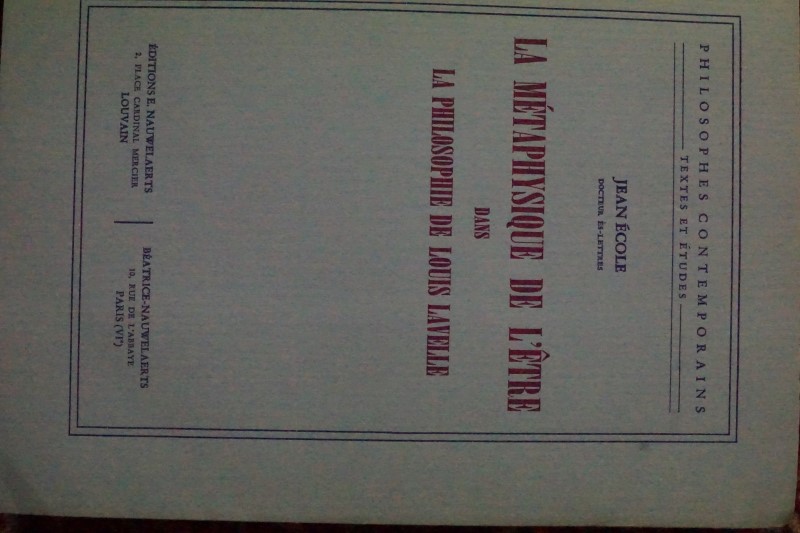 PHILOSOPHES CONTEMPORAINS
TEXTES ET ÉTUDES
JEAN ÉCOLE
DOCTEUR ÈS-LETTRES
LA MÉTAPHYSIQUE DE L'ÊTRE
DANS
LA PHILOSOPHIE DE LOUIS LAVELLE
ÉDITIONS E. NAUWELAERTS
2, PLACE CARDINAL MERCIER
LOUVAIN
BÉATRICE-NAUWELAERTS
10, RUE DE L'ABBAYE
PARIS (VIe)